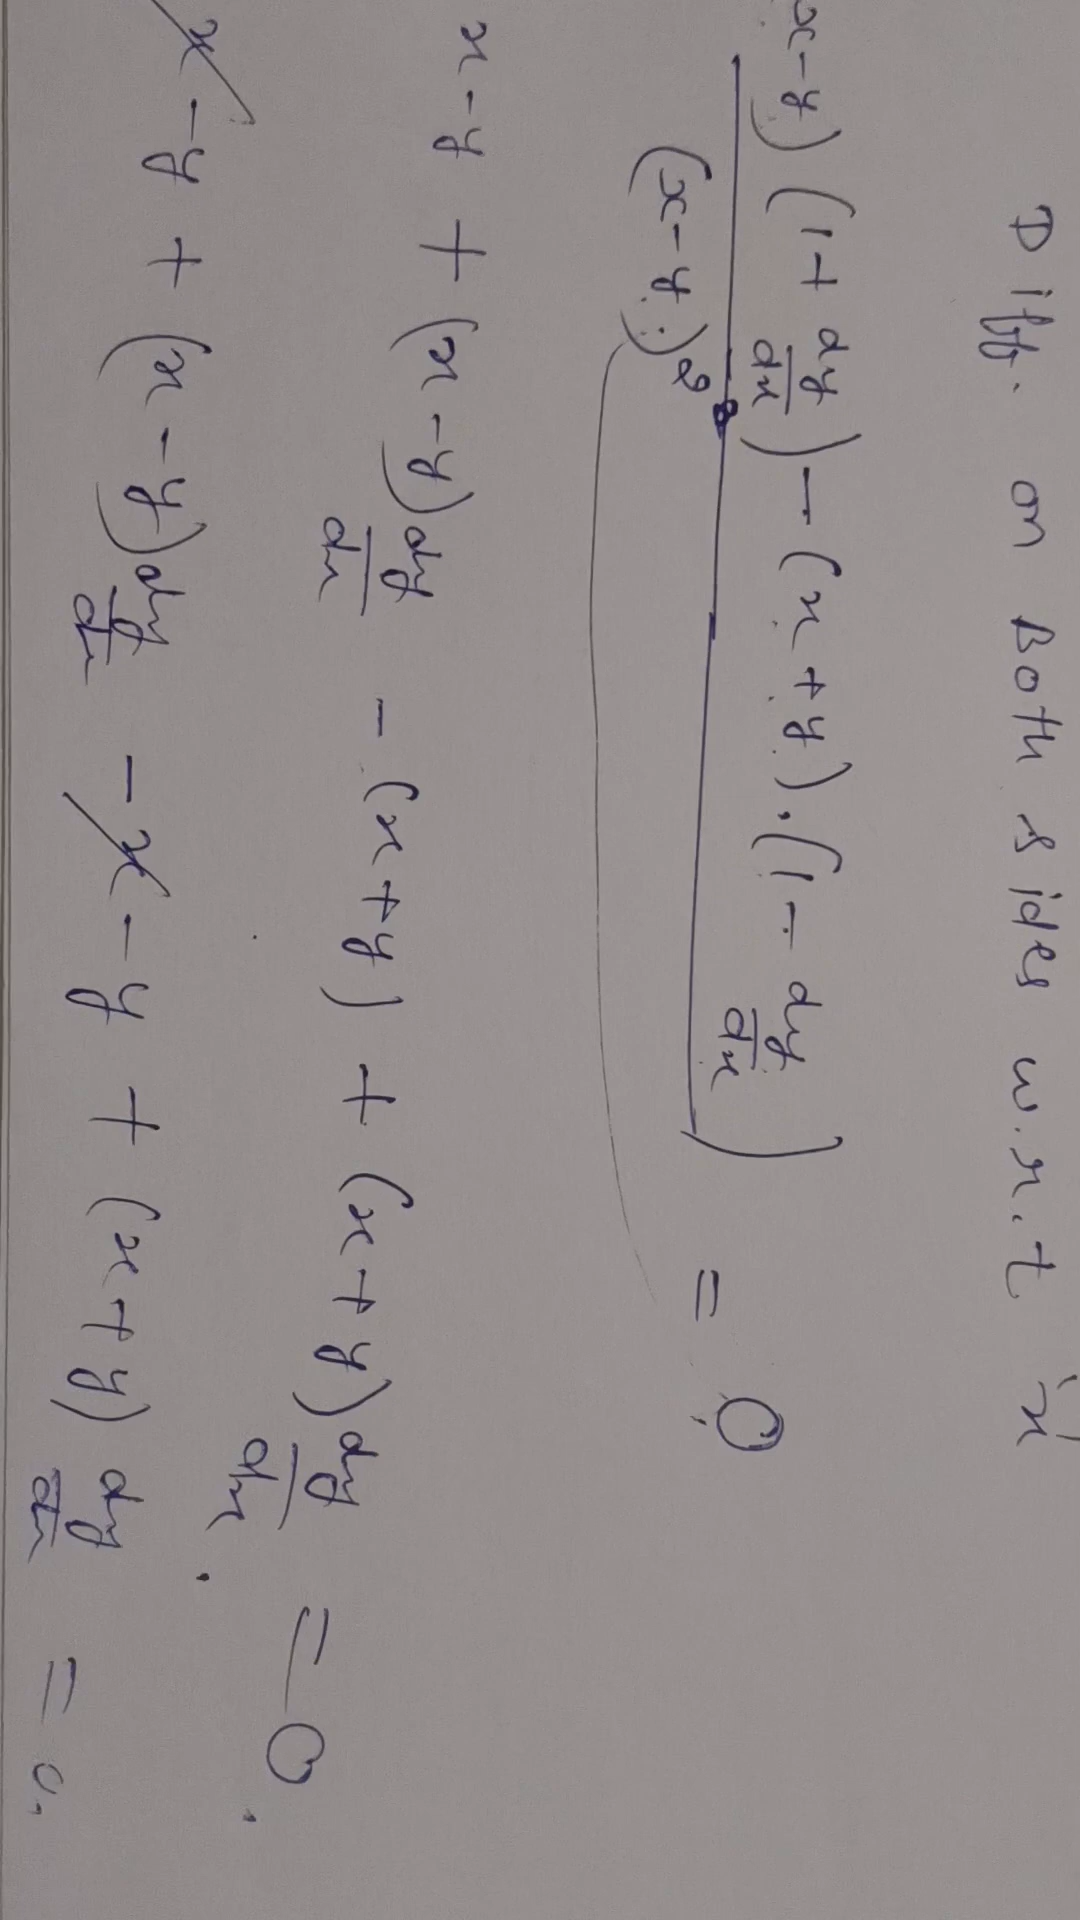 Diff. on Both sides w.r.t 'x'
x-y) (1+ dy/dx) - (x+y).(1- dy/dx) = 0
(x-y)²
x-y + (x-y) dy/dx - (x+y) + (x+y) dy/dx = 0.
x-y + (x-y) dy/dx - x-y + (x+y) dy/dx = 0.